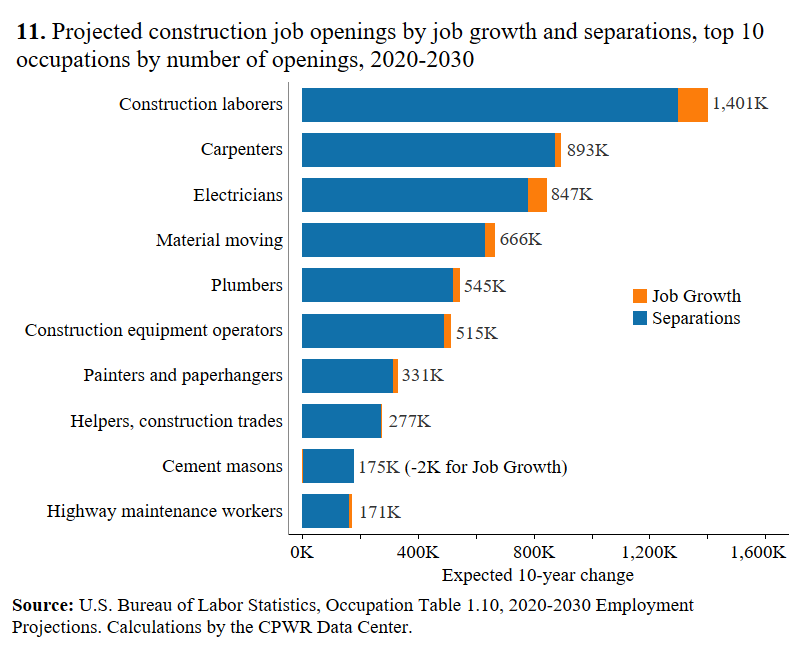 11. Projected construction job openings by job growth and separations, top 10
occupations by number of openings, 2020-2030
Construction laborers 1,401K
Carpenters 893K
Electricians 847K
Material moving 666K
Plumbers 545K
Job Growth
Separations
Construction equipment operators 515K
Painters and paperhangers 331K
Helpers, construction trades 277K
Cement masons 175K (-2K for Job Growth)
Highway maintenance workers 171K
0K 400K 800K 1,200K 1,600K
Expected 10-year change
Source: U.S. Bureau of Labor Statistics, Occupation Table 1.10, 2020-2030 Employment
Projections. Calculations by the CPWR Data Center.